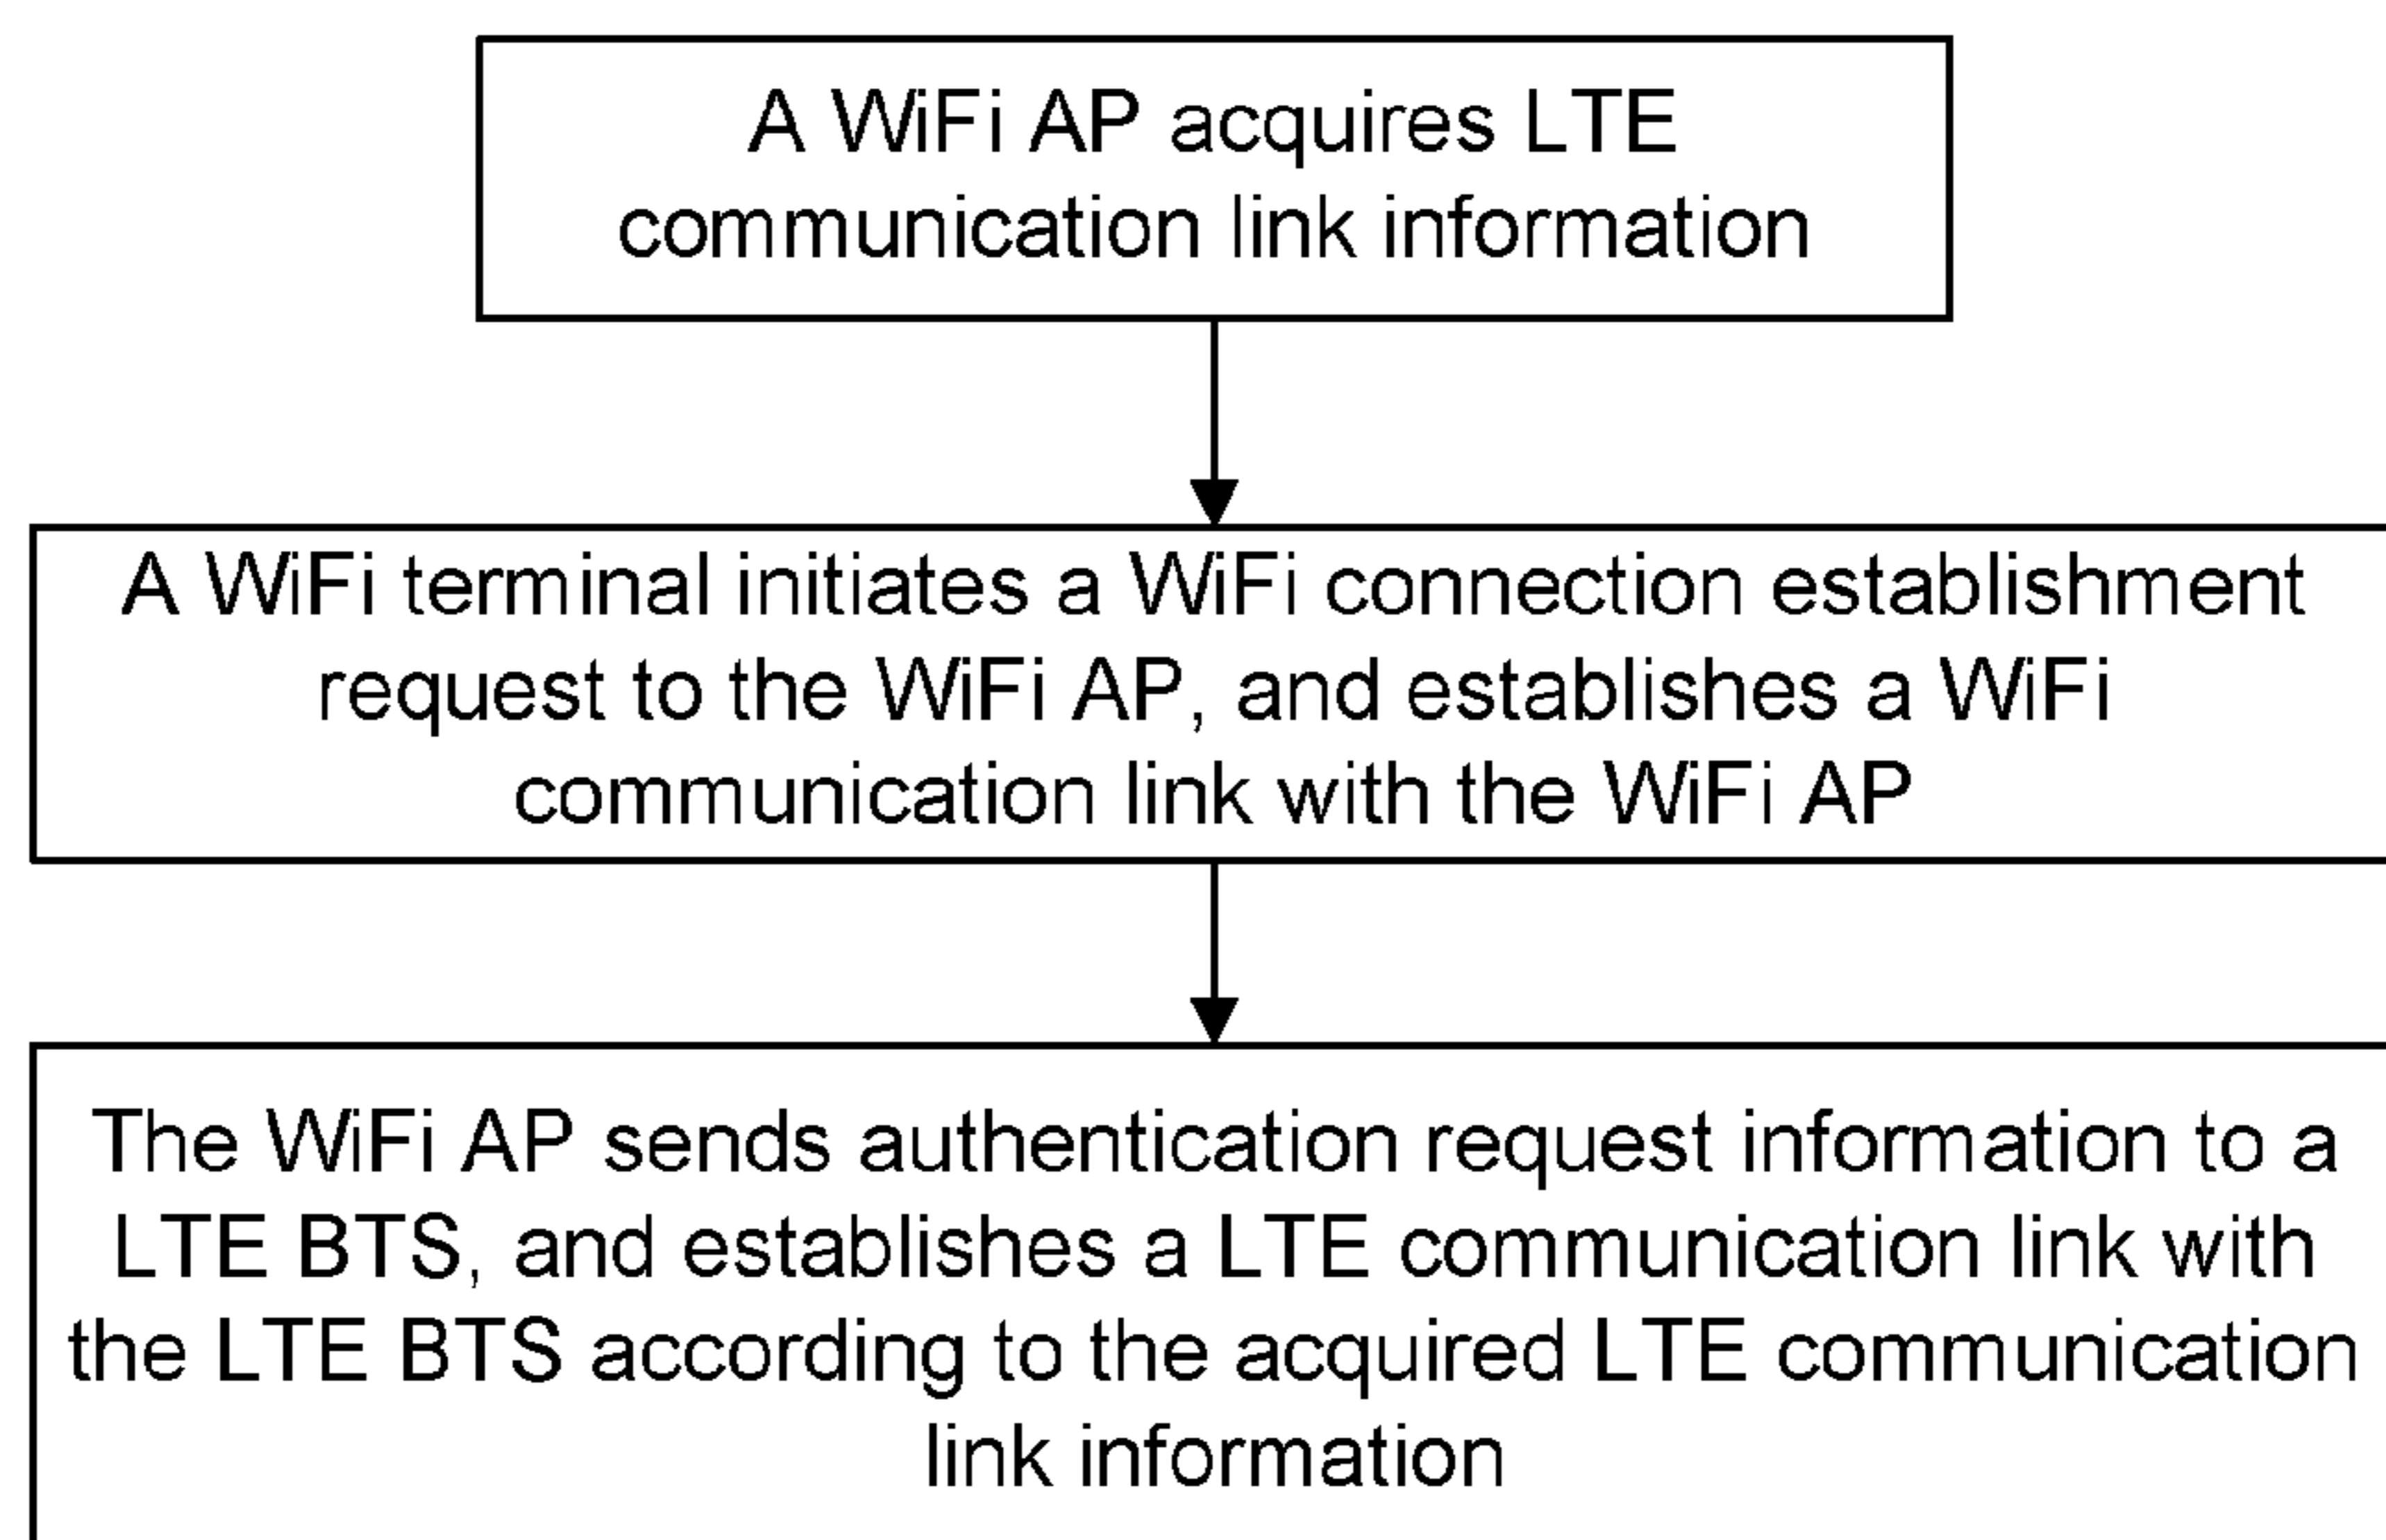 A WiFi AP acquires LTE
communication link information
A WiFi terminal initiates a WiFi connection establishment
request to the WiFi AP, and establishes a WiFi
communication link with the WiFi AP
The WiFi AP sends authentication request information to a
LTE BTS, and establishes a LTE communication link with
the LTE BTS according to the acquired LTE communication
link information